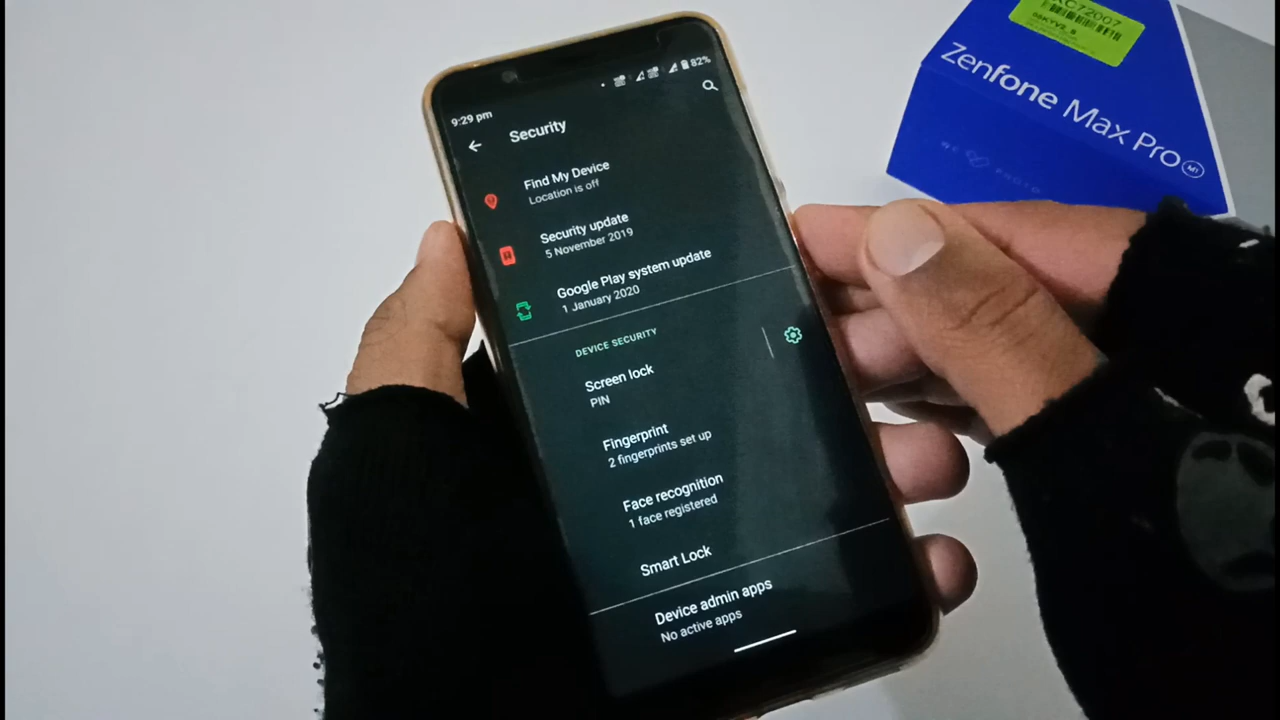 9:29 pm
82%
Security
Find My Device
Location is off
Security update
5 November 2019
Google Play system update
1 January 2020
DEVICE SECURITY
Screen lock
PIN
Fingerprint
2 fingerprints set up
Face recognition
1 face registered
Smart Lock
Device admin apps
No active apps
Zenfone Max Pro M1
PHOTO